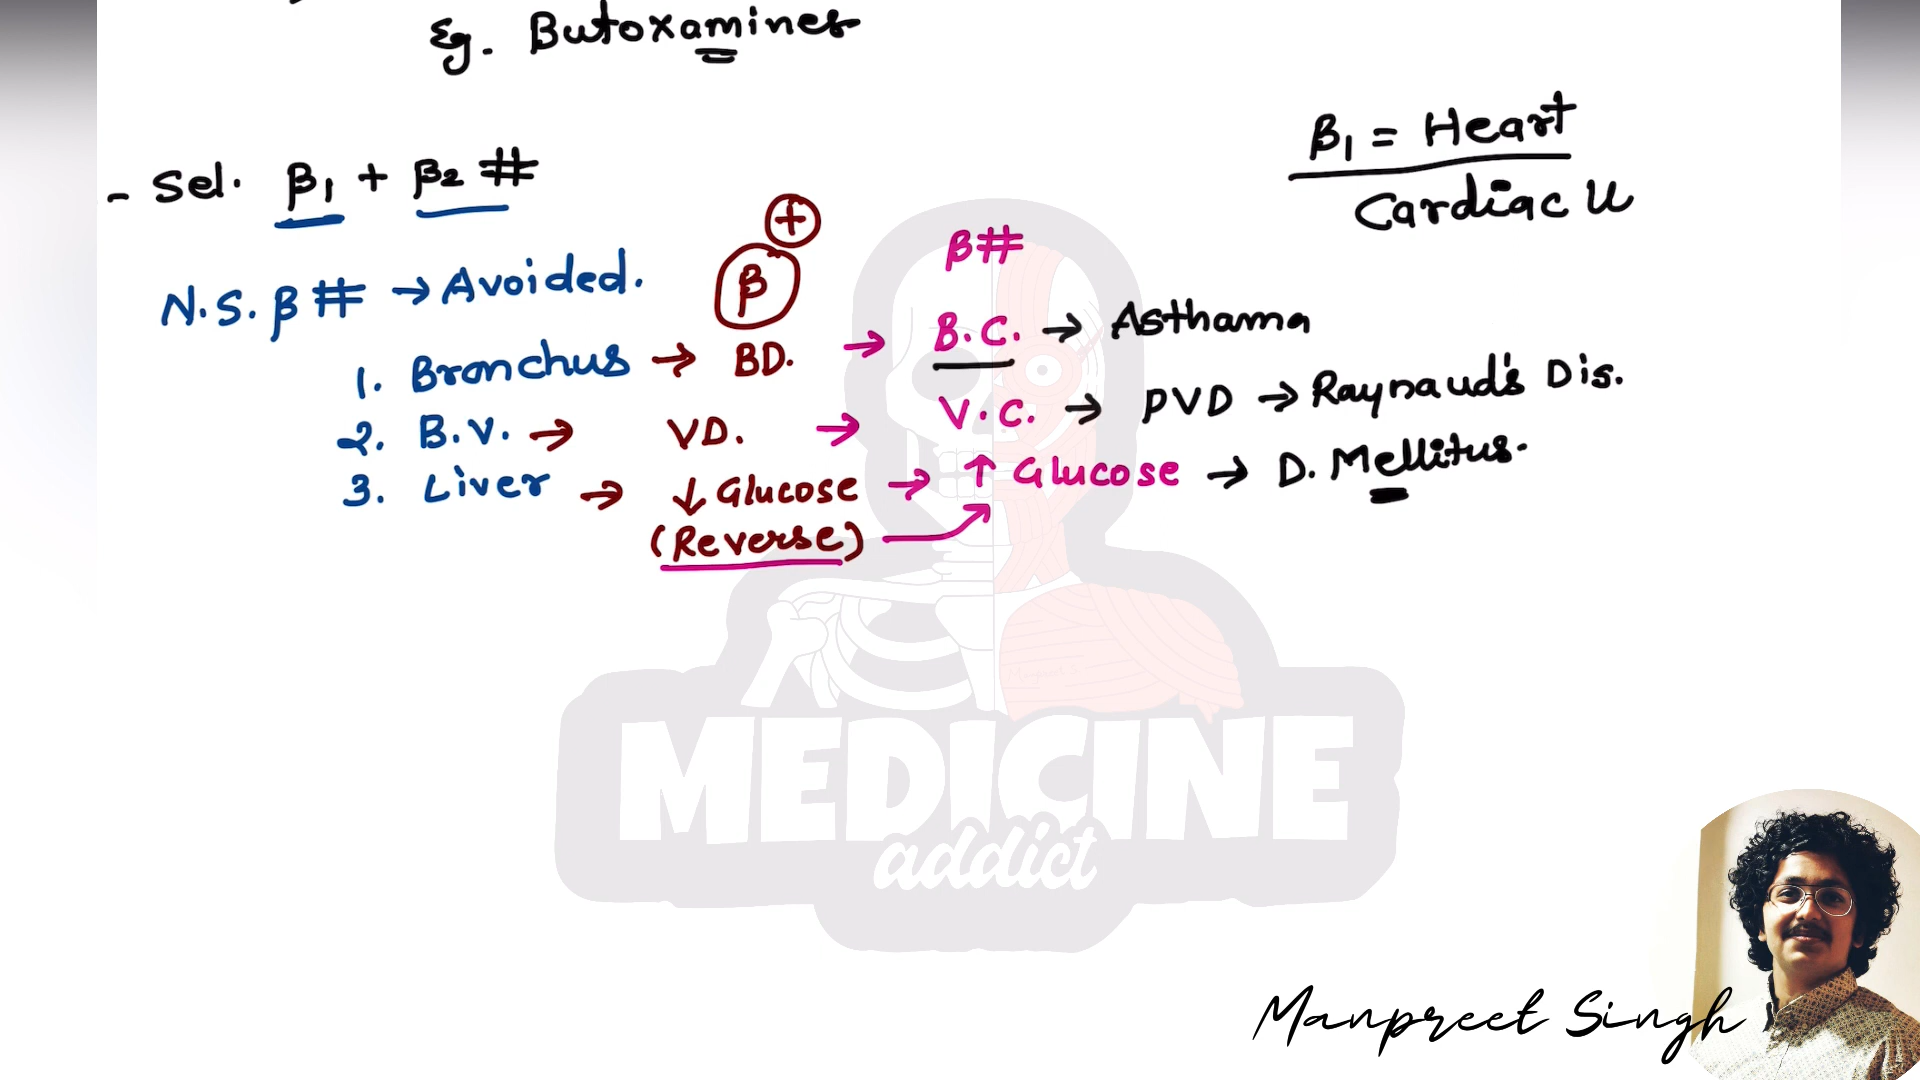 Eg. Butoxamines
β1 = Heart
Cardiac u
- Sel. β1 + β2 #
N.S. β # → Avoided.
β +
β#
1. Bronchus → BD. → B.C. → Asthama
2. B.V. → VD. → V.C. → PVD → Raynaud's Dis.
3. Liver → ↓ Glucose → ↑ Glucose → D. Mellitus.
(Reverse)
MEDICINE
addict
Manpreet Singh